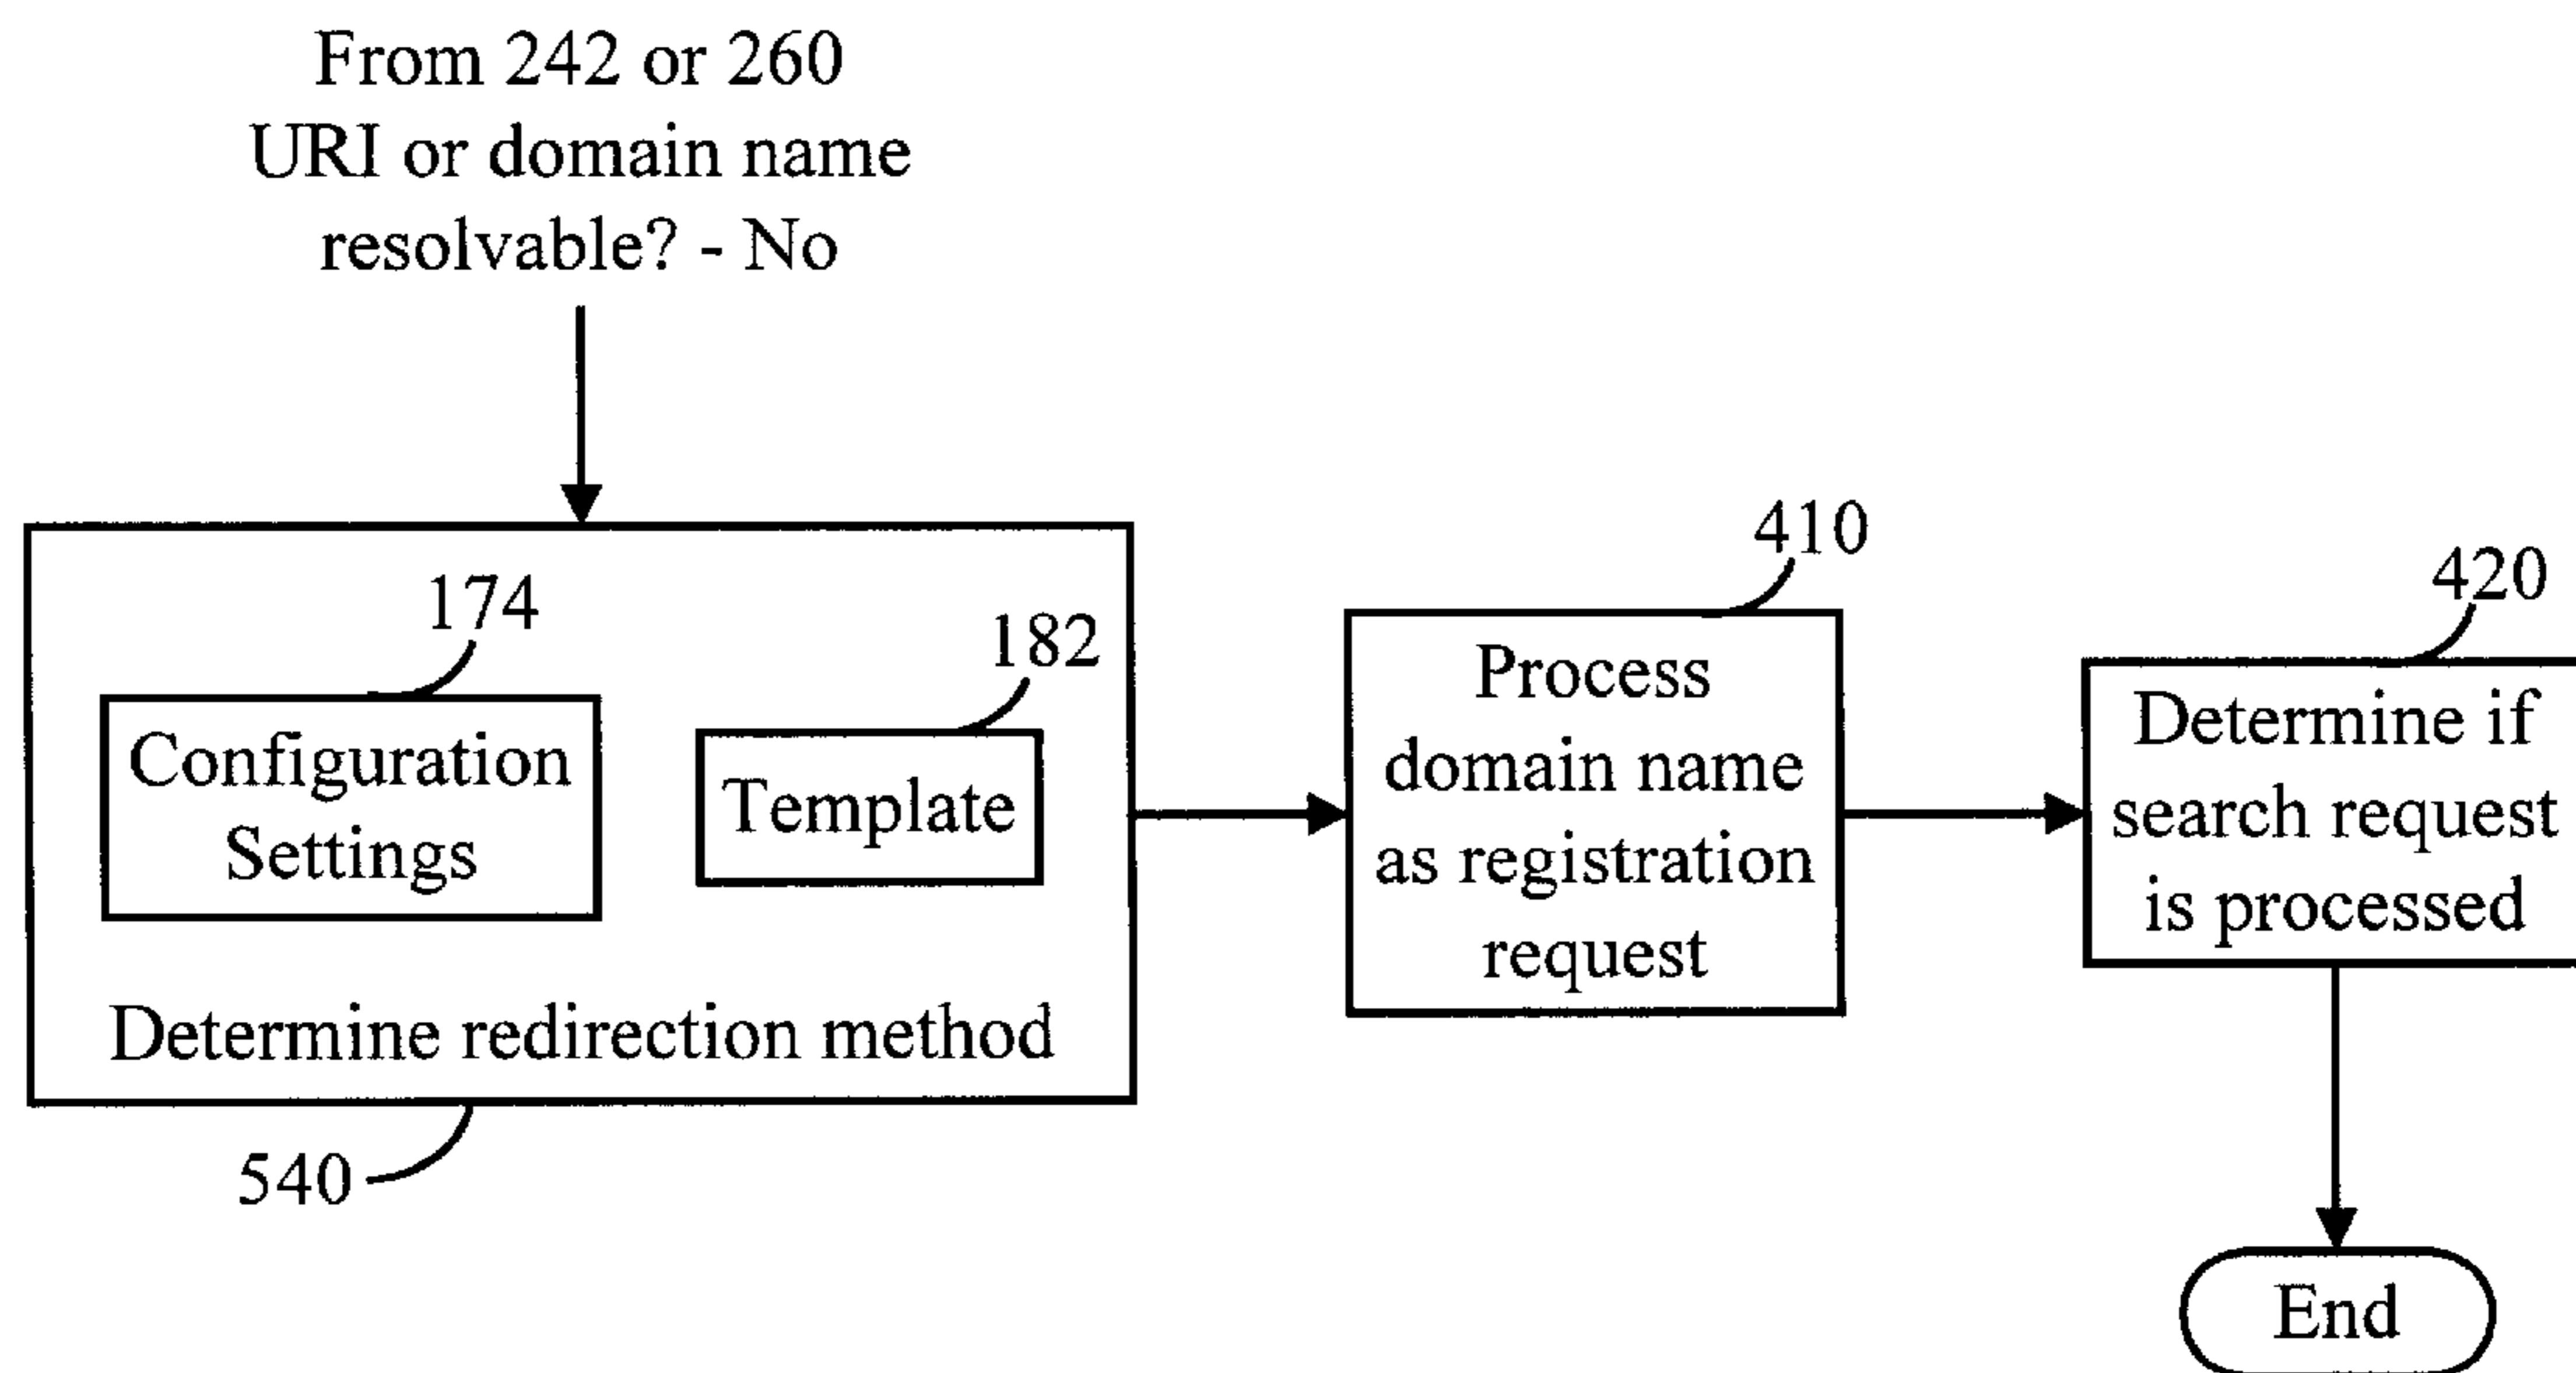 From 242 or 260
URI or domain name
resolvable? - No
174
Configuration
Settings
182
Template
Determine redirection method
540
410
Process
domain name
as registration
request
420
Determine if
search request
is processed
End